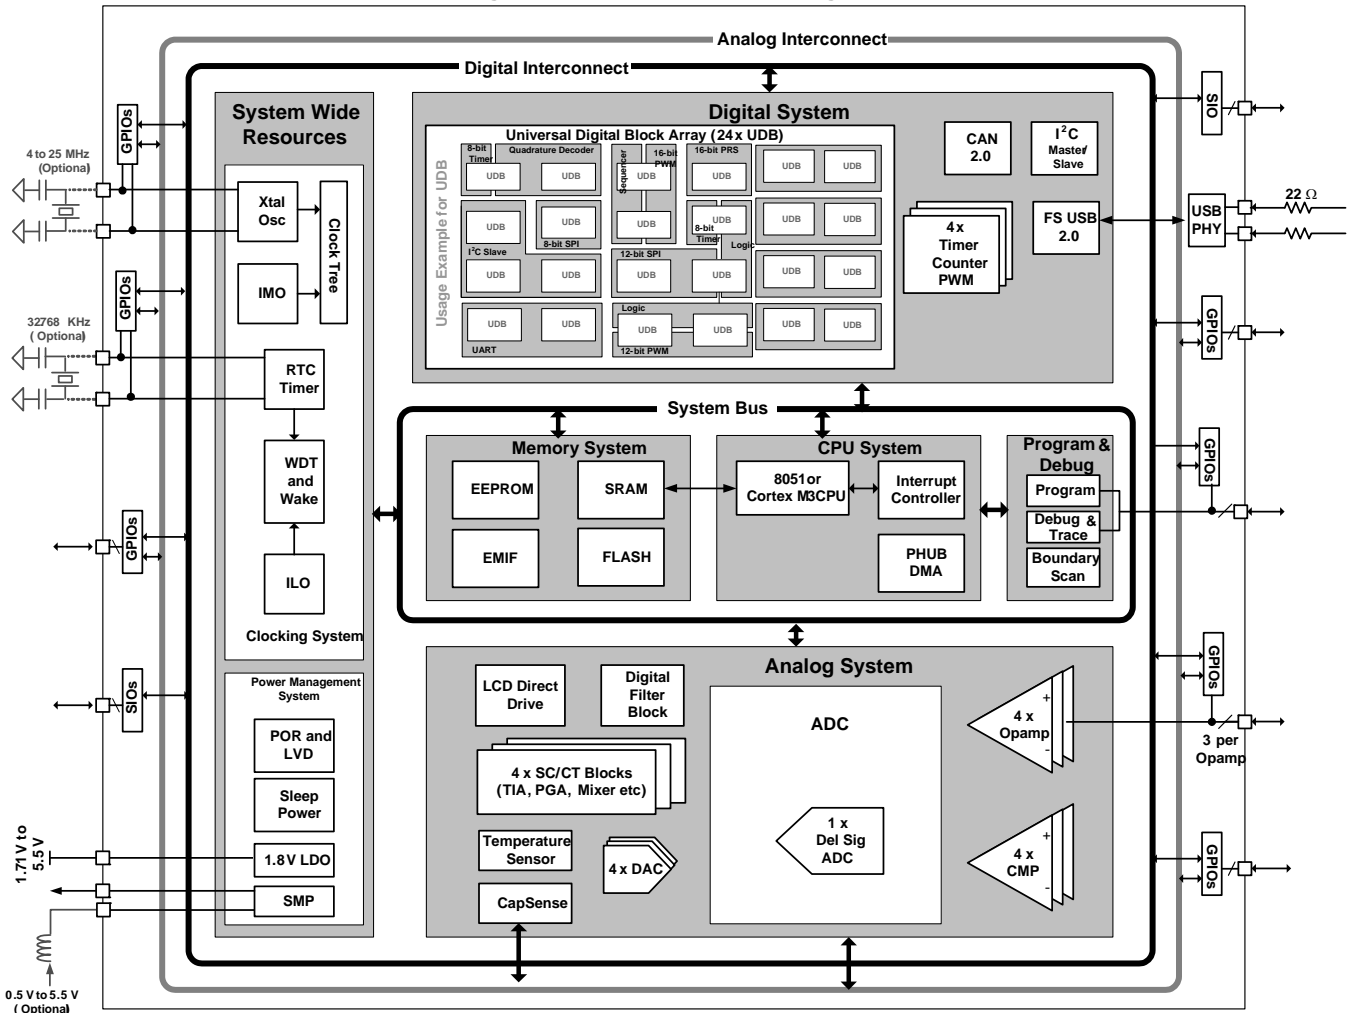 Analog Interconnect
Digital Interconnect
System Wide
Resources
Digital System
Universal Digital Block Array (24x UDB)
Usage Example for UDB
8-bit
Timer
Quadrature Decoder
Sequencer
16-bit
PWM
16-bit PRS
UDB
UDB
UDB
UDB
UDB
UDB
UDB
UDB
UDB
UDB
UDB
UDB
8-bit SPI
8-bit
Timer
Logic
I²C Slave
12-bit SPI
UDB
UDB
UDB
UDB
UDB
UDB
Logic
UDB
UDB
UDB
UDB
UDB
UDB
UART
12-bit PWM
CAN
2.0
I²C
Master/
Slave
4x
Timer
Counter
PWM
FS USB
2.0
GPIOs
4 to 25 MHz
(Optional)
Xtal
Osc
Clock Tree
IMO
GPIOs
32768 KHz
(Optional)
RTC
Timer
WDT
and
Wake
ILO
Clocking System
GPIOs
SIOs
Power Management
System
POR and
LVD
Sleep
Power
1.8V LDO
SMP
1.71V to
5.5 V
0.5 V to 5.5 V
(Optional)
System Bus
Memory System
EEPROM
SRAM
EMIF
FLASH
CPU System
8051or
Cortex M3CPU
Interrupt
Controller
PHUB
DMA
Program &
Debug
Program
Debug &
Trace
Boundary
Scan
Analog System
LCD Direct
Drive
Digital
Filter
Block
ADC
4 x SC/CT Blocks
(TIA, PGA, Mixer etc)
Temperature
Sensor
4 x DAC
CapSense
1 x
Del Sig
ADC
+
4 x
Opamp
-
+
4 x
CMP
-
SIO
USB
PHY
22 Ω
GPIOs
GPIOs
GPIOs
3 per
Opamp
GPIOs